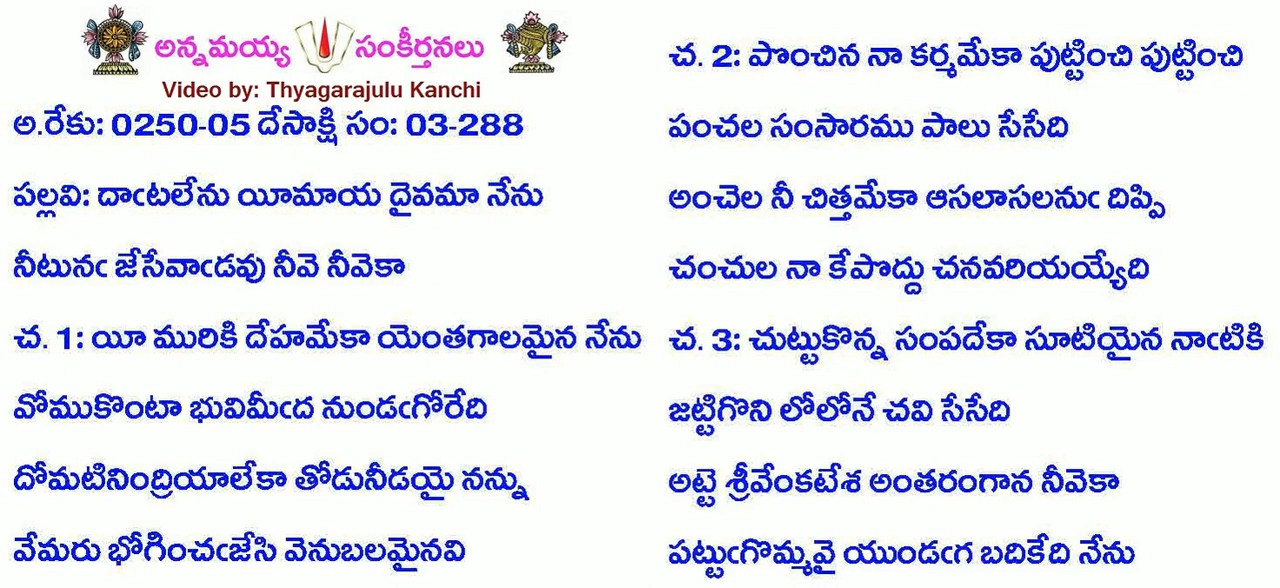 అన్నమయ్య సంకీర్తనలు
Video by: Thyagarajulu Kanchi
అ.రేకు: 0250-05 దేసాక్షి సం: 03-288
పల్లవి: దాఁటలేను యీమాయ దైవమా నేను
నీటునఁ జేసేవాఁడవు నీవె నీవెకా
చ. 1: యీ మురికి దేహమేకా యెంతగాలమైన నేను
వోముకొంటా భువిమీఁద నుండఁగోరేది
దోమటినింద్రియాలేకా తోడునీడయై నన్ను
వేమరు భోగించఁజేసి వెనుబలమైనవి
చ. 2: పొంచిన నా కర్మమేకా పుట్టించి పుట్టించి
పంచల సంసారము పాలు సేసేది
అంచెల నీ చిత్తమేకా ఆసలాసలనుఁ దిప్పి
చంచుల నా కేపొద్దు చనవరియయ్యేది
చ. 3: చుట్టుకొన్న సంపదేకా సూటియైన నాఁటికి
జట్టిగొని లోలోనే చవి సేసేది
అట్టె శ్రీవేంకటేశ అంతరంగాన నీవెకా
పట్టుఁగొమ్మవై యుండఁగ బదికేది నేను